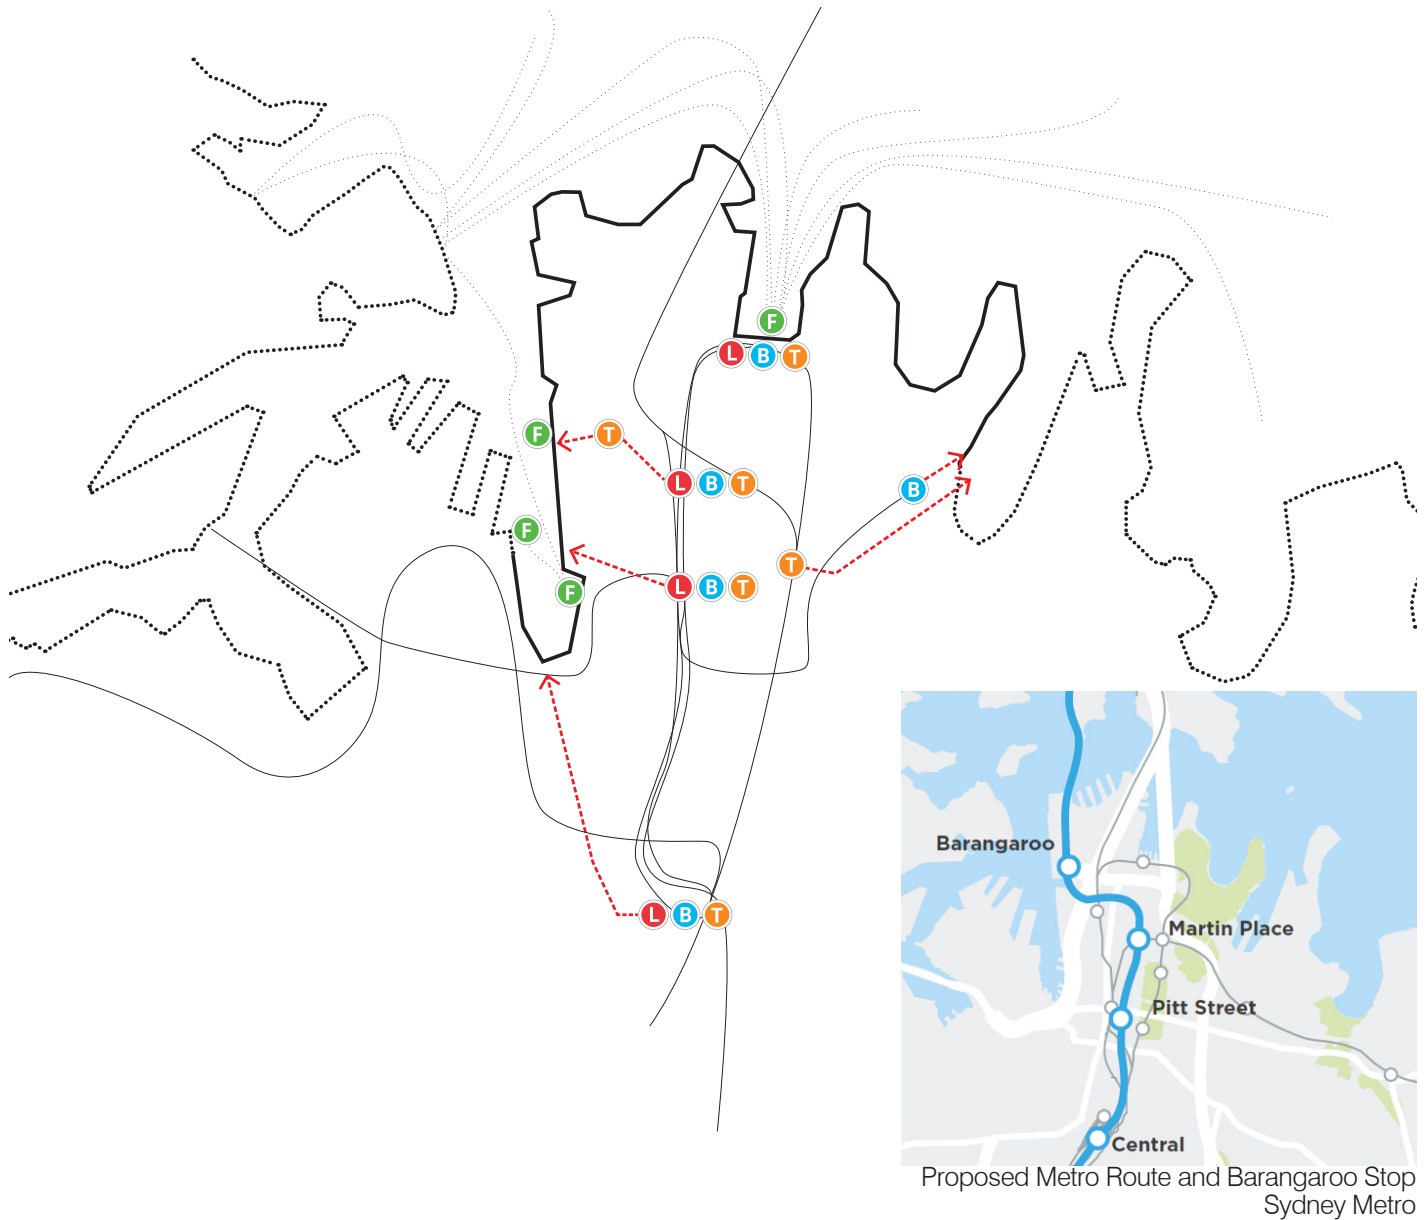 F
L B T
F T
L B T
B
F
T
L B T
F
L B T
Barangaroo
Martin Place
Pitt Street
Central
Proposed Metro Route and Barangaroo Stop
Sydney Metro